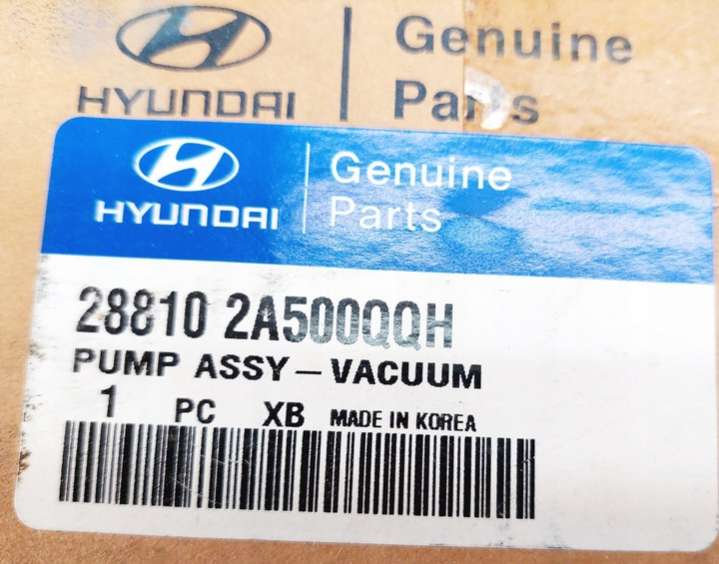 HYUNDAI
Genuine
Parts
HYUNDAI
Genuine
Parts
28810 2A500QQH
PUMP ASSY-VACUUM
1 PC XB MADE IN KOREA